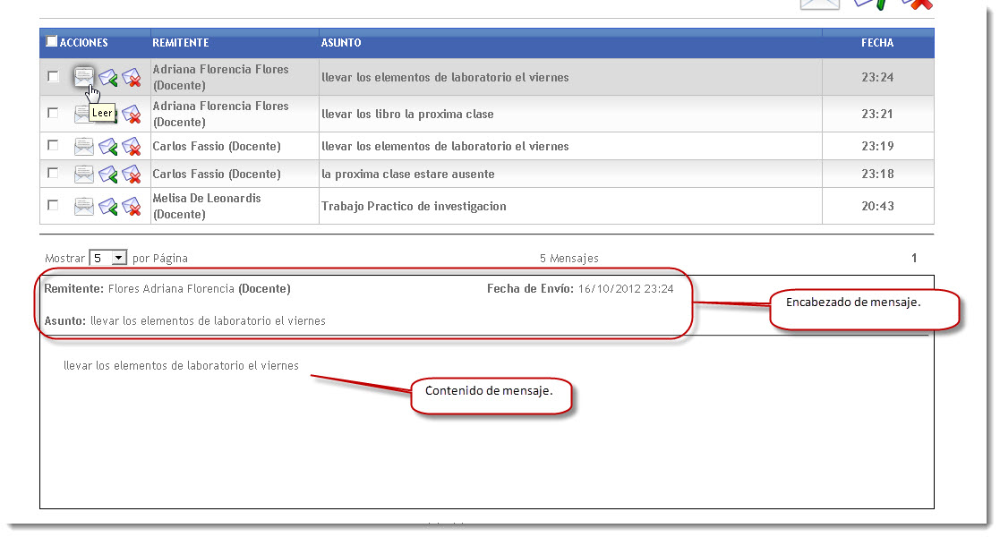 ACCIONES REMITENTE ASUNTO FECHA
Adriana Florencia Flores
(Docente) llevar los elementos de laboratorio el viernes 23:24
Leer
Adriana Florencia Flores
(Docente) llevar los libro la proxima clase 23:21
Carlos Fassio (Docente) llevar los elementos de laboratorio el viernes 23:19
Carlos Fassio (Docente) la proxima clase estare ausente 23:18
Melisa De Leonardis
(Docente) Trabajo Practico de investigacion 20:43
Mostrar 5 por Página 5 Mensajes 1
Remitente: Flores Adriana Florencia (Docente) Fecha de Envío: 16/10/2012 23:24
Encabezado de mensaje.
Asunto: llevar los elementos de laboratorio el viernes
llevar los elementos de laboratorio el viernes
Contenido de mensaje.